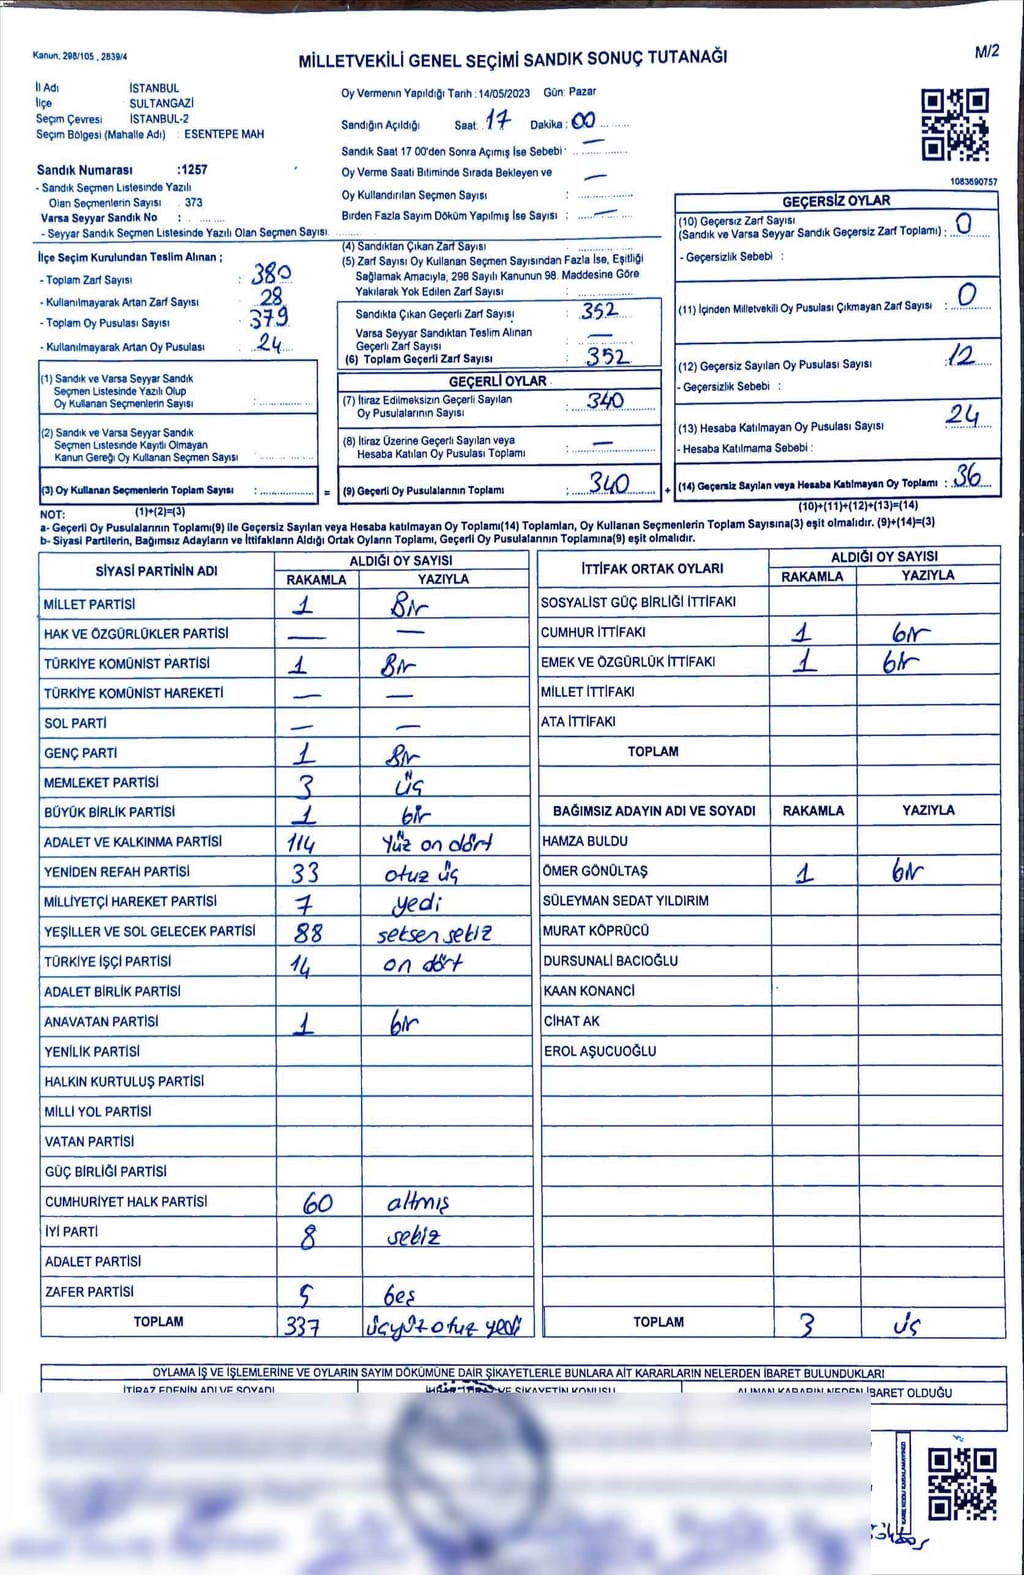 Kanun, 298/105 , 2839/4
MİLLETVEKİLİ GENEL SEÇİMİ SANDIK SONUÇ TUTANAĞI
M/2
İl Adı İSTANBUL
İlçe SULTANGAZİ
Seçim Çevresi İSTANBUL-2
Seçim Bölgesi (Mahalle Adı) : ESENTEPE MAH
Sandık Numarası :1257
- Sandık Seçmen Listesinde Yazılı
Olan Seçmenlerin Sayısı . 373
Varsa Seyyar Sandık No :
- Seyyar Sandık Seçmen Listesinde Yazılı Olan Seçmen Sayısı.
Oy Vermenin Yapıldığı Tarih : 14/05/2023 Gün: Pazar
Sandığın Açıldığı Saat: 17 Dakika : 00
Sandık Saat 17 00'den Sonra Açımış İse Sebebi : —
Oy Verme Saati Bitiminde Sırada Bekleyen ve
Oy Kullandırılan Seçmen Sayısı : —
Birden Fazla Sayım Döküm Yapılmış İse Sayısı : —
1083690757
İlçe Seçim Kurulundan Teslim Alınan ;
- Toplam Zarf Sayısı : 380
- Kullanılmayarak Artan Zarf Sayısı : 28
- Toplam Oy Pusulası Sayısı : 379
- Kullanılmayarak Artan Oy Pusulası : 24
(1) Sandık ve Varsa Seyyar Sandık
Seçmen Listesinde Yazılı Olup
Oy Kullanan Seçmenlerin Sayısı :
(2) Sandık ve Varsa Seyyar Sandık
Seçmen Listesinde Kayıtlı Olmayan
Kanun Gereği Oy Kullanan Seçmen Sayısı
(3) Oy Kullanan Seçmenlerin Toplam Sayısı : =
(4) Sandıktan Çıkan Zarf Sayısı :
(5) Zarf Sayısı Oy Kullanan Seçmen Sayısından Fazla İse, Eşitliği
Sağlamak Amacıyla, 298 Sayılı Kanunun 98. Maddesine Göre
Yakılarak Yok Edilen Zarf Sayısı :
Sandıkta Çıkan Geçerli Zarf Sayısı : 352
Varsa Seyyar Sandıktan Teslim Alınan
Geçerli Zarf Sayısı : —
(6) Toplam Geçerli Zarf Sayısı : 352
GEÇERLİ OYLAR
(7) İtiraz Edilmeksizin Geçerli Sayılan
Oy Pusulalarının Sayısı : 340
(8) İtiraz Üzerine Geçerli Sayılan veya
Hesaba Katılan Oy Pusulası Toplamı : —
(9) Geçerli Oy Pusulalarının Toplamı : 340 +
GEÇERSİZ OYLAR
(10) Geçersiz Zarf Sayısı
(Sandık ve Varsa Seyyar Sandık Geçersiz Zarf Toplamı) : 0
- Geçersizlik Sebebi :
(11) İçinden Milletvekili Oy Pusulası Çıkmayan Zarf Sayısı : 0
(12) Geçersiz Sayılan Oy Pusulası Sayısı : 12
- Geçersizlik Sebebi :
(13) Hesaba Katılmayan Oy Pusulası Sayısı : 24
- Hesaba Katılmama Sebebi :
(14) Geçersiz Sayılan veya Hesaba Katılmayan Oy Toplamı : 36
NOT: (1)+(2)=(3) (10)+(11)+(12)+(13)=(14)
a- Geçerli Oy Pusulalarının Toplamı(9) ile Geçersiz Sayılan veya Hesaba katılmayan Oy Toplamı(14) Toplamları, Oy Kullanan Seçmenlerin Toplam Sayısına(3) eşit olmalıdır. (9)+(14)=(3)
b- Siyasi Partilerin, Bağımsız Adayların ve İttifakların Aldığı Ortak Oyların Toplamı, Geçerli Oy Pusulalarının Toplamına(9) eşit olmalıdır.
SİYASİ PARTİNİN ADI ALDIĞI OY SAYISI
RAKAMLA YAZIYLA
MİLLET PARTİSİ 1 Bir
HAK VE ÖZGÜRLÜKLER PARTİSİ — —
TÜRKİYE KOMÜNİST PARTİSİ 1 Bir
TÜRKİYE KOMÜNİST HAREKETİ — —
SOL PARTİ — —
GENÇ PARTİ 1 Bir
MEMLEKET PARTİSİ 3 üç
BÜYÜK BİRLİK PARTİSİ 1 bir
ADALET VE KALKINMA PARTİSİ 114 yüz on dört
YENİDEN REFAH PARTİSİ 33 otuz üç
MİLLİYETÇİ HAREKET PARTİSİ 7 yedi
YEŞİLLER VE SOL GELECEK PARTİSİ 88 seksen sekiz
TÜRKİYE İŞÇİ PARTİSİ 14 on dört
ADALET BİRLİK PARTİSİ
ANAVATAN PARTİSİ 1 bir
YENİLİK PARTİSİ
HALKIN KURTULUŞ PARTİSİ
MİLLİ YOL PARTİSİ
VATAN PARTİSİ
GÜÇ BİRLİĞİ PARTİSİ
CUMHURİYET HALK PARTİSİ 60 altmış
İYİ PARTİ 8 sekiz
ADALET PARTİSİ
ZAFER PARTİSİ 5 beş
TOPLAM 337 üçyüz otuz yedi
İTTİFAK ORTAK OYLARI ALDIĞI OY SAYISI
RAKAMLA YAZIYLA
SOSYALİST GÜÇ BİRLİĞİ İTTİFAKI
CUMHUR İTTİFAKI 1 bir
EMEK VE ÖZGÜRLÜK İTTİFAKI 1 bir
MİLLET İTTİFAKI
ATA İTTİFAKI
TOPLAM
BAĞIMSIZ ADAYIN ADI VE SOYADI RAKAMLA YAZIYLA
HAMZA BULDU
ÖMER GÖNÜLTAŞ 1 bir
SÜLEYMAN SEDAT YILDIRIM
MURAT KÖPRÜCÜ
DURSUNALİ BACIOĞLU
KAAN KONANCİ
CİHAT AK
EROL AŞUCUOĞLU
TOPLAM 3 üç
OYLAMA İŞ VE İŞLEMLERİNE VE OYLARIN SAYIM DÖKÜMÜNE DAİR ŞİKAYETLERLE BUNLARA AİT KARARLARIN NELERDEN İBARET BULUNDUKLARI
İTİRAZ EDENİN ADI VE SOYADI VE ŞİKAYETİN KONUSU ALINAN KARARIN NEDEN İBARET OLDUĞU
KARE KODU KARALAMAYINIZ!